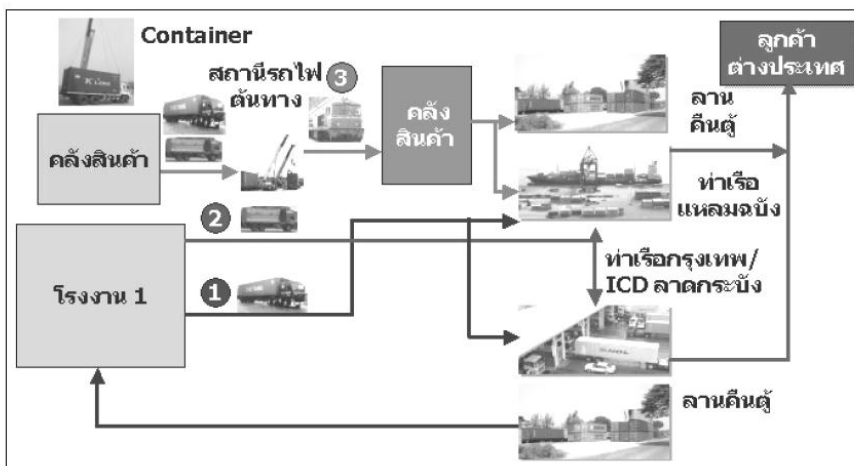 Container
สถานีรถไฟ
ต้นทาง
3
คลังสินค้า
คลัง
สินค้า
ลูกค้า
ต่างประเทศ
ลาน
คืนตู้
ท่าเรือ
แหลมฉบัง
2
โรงงาน 1
1
ท่าเรือกรุงเทพ/
ICD ลาดกระบัง
ลานคืนตู้